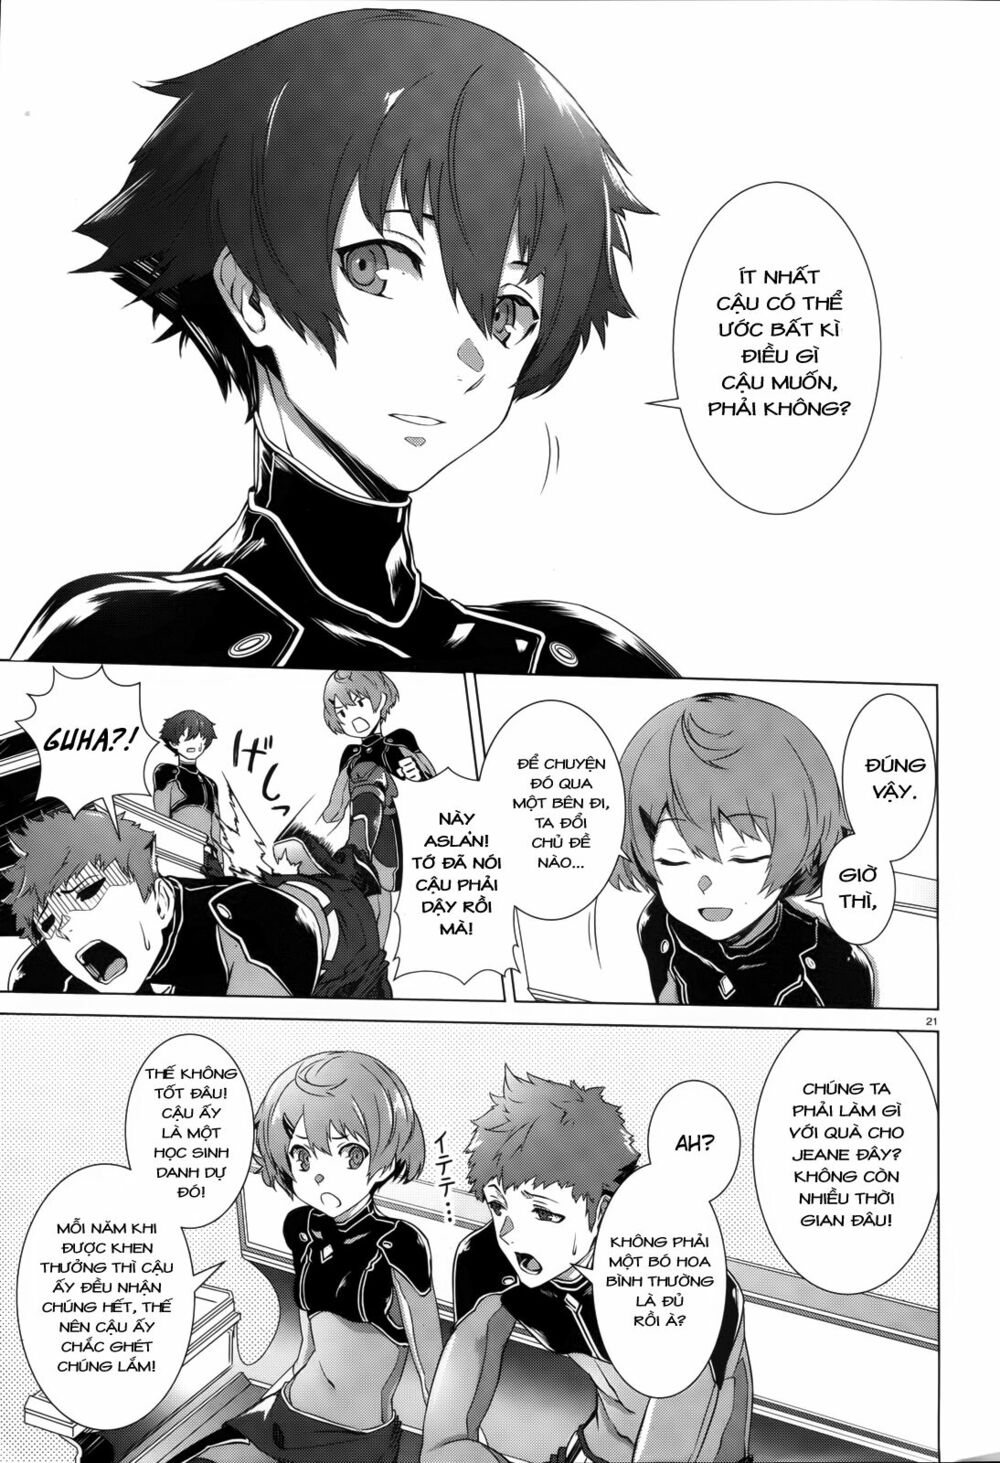 ÍT NHẤT
CẬU CÓ THỂ
ƯỚC BẤT KÌ
ĐIỀU GÌ
CẬU MUỐN,
PHẢI KHÔNG?
ĐÚNG
VẬY.
GIỜ
THÌ,
ĐỂ CHUYỆN
ĐÓ QUA
MỘT BÊN ĐI,
TA ĐỔI
CHỦ ĐỀ
NÀO...
NÀY
ASLAN!
TỚ ĐÃ NÓI
CẬU PHẢI
DẬY RỒI
MÀ!
げしっ
GUHA?!
21
CHÚNG TA
PHẢI LÀM GÌ
VỚI QUÀ CHO
JEANE ĐÂY?
KHÔNG CÒN
NHIỀU THỜI
GIAN ĐÂU!
AH?
KHÔNG PHẢI
MỘT BÓ HOA
BÌNH THƯỜNG
LÀ ĐỦ
RỒI À?
イテテ...
THẾ KHÔNG
TỐT ĐÂU!
CẬU ẤY
LÀ MỘT
HỌC SINH
DANH DỰ
ĐÓ!
MỖI NĂM KHI
ĐƯỢC KHEN
THƯỞNG THÌ CẬU
ẤY ĐỀU NHẬN
CHÚNG HẾT, THẾ
NÊN CẬU ẤY
CHẮC GHÉT
CHÚNG LẮM!